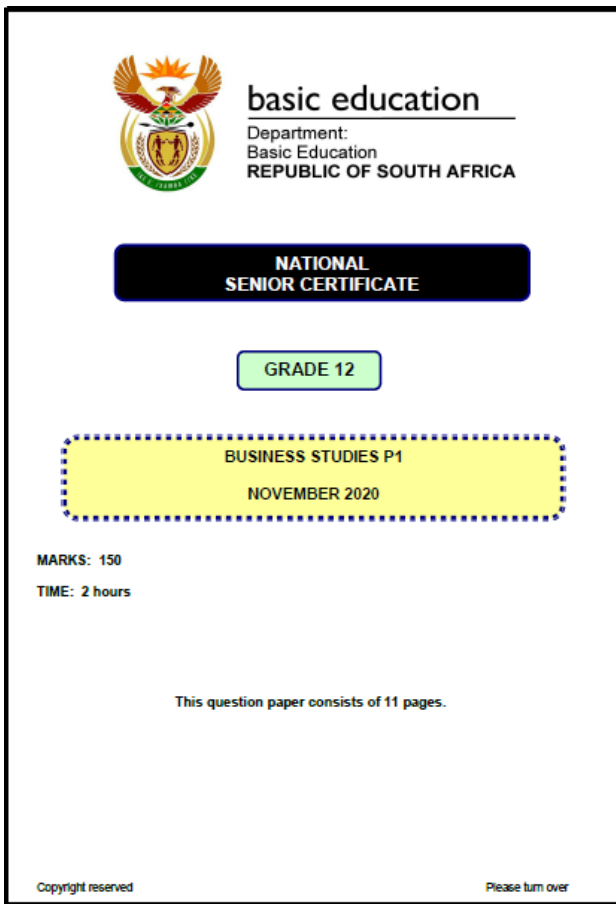 basic education
Department:
Basic Education
REPUBLIC OF SOUTH AFRICA
NATIONAL
SENIOR CERTIFICATE
GRADE 12
BUSINESS STUDIES P1
NOVEMBER 2020
MARKS: 150
TIME: 2 hours
This question paper consists of 11 pages.
Copyright reserved
Please turn over